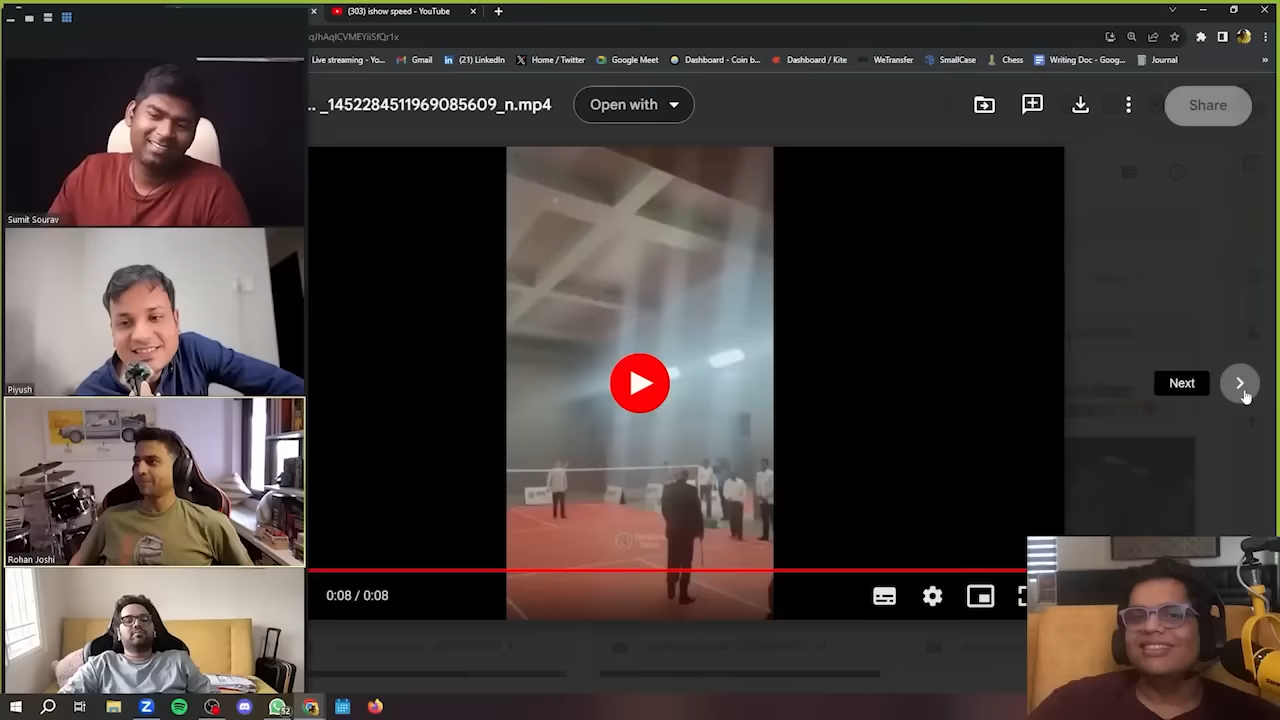 (303) ishow speed - YouTube
qJhAqICVMEYiiSfQr1x
Live streaming - Yo...
Gmail
(21) LinkedIn
Home / Twitter
Google Meet
Dashboard - Coin b...
Dashboard / Kite
WeTransfer
SmallCase
Chess
Writing Doc - Goog...
Journal
»
... _1452284511969085609_n.mp4
Open with
Share
Sumit Sourav
Piyush
Next
Rohan Joshi
0:08 / 0:08
52